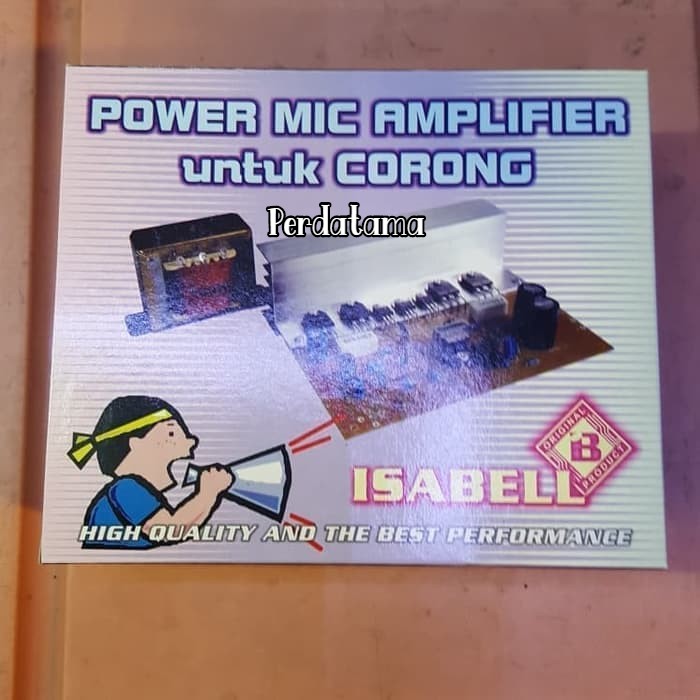 POWER MIC AMPLIFIER
untuk CORONG
Perdatama
ORIGINAL
B
PRODUCT
ISABELL
HIGH QUALITY AND THE BEST PERFORMANCE